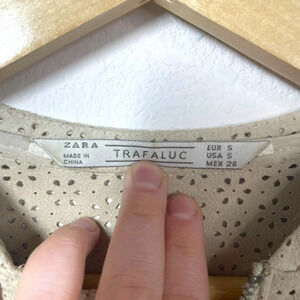 ZARA
MADE IN
CHINA
TRAFALUC
EUR S
USA S
MEX 26